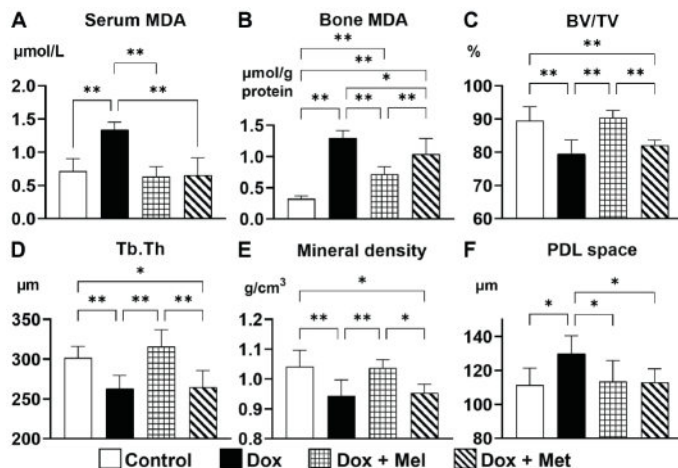 A Serum MDA
µmol/L
** ** **
2.0
1.5
1.0
0.5
0.0
B Bone MDA
µmol/g
protein
** ** * ** ** **
1.5
1.0
0.5
0.0
C BV/TV
%
** ** ** **
100
90
80
70
60
D Tb.Th
µm
* ** ** **
350
300
250
200
E Mineral density
g/cm³
* ** ** *
1.2
1.1
1.0
0.9
0.8
F PDL space
µm
* * *
140
120
100
80
Control Dox Dox + Mel Dox + Met